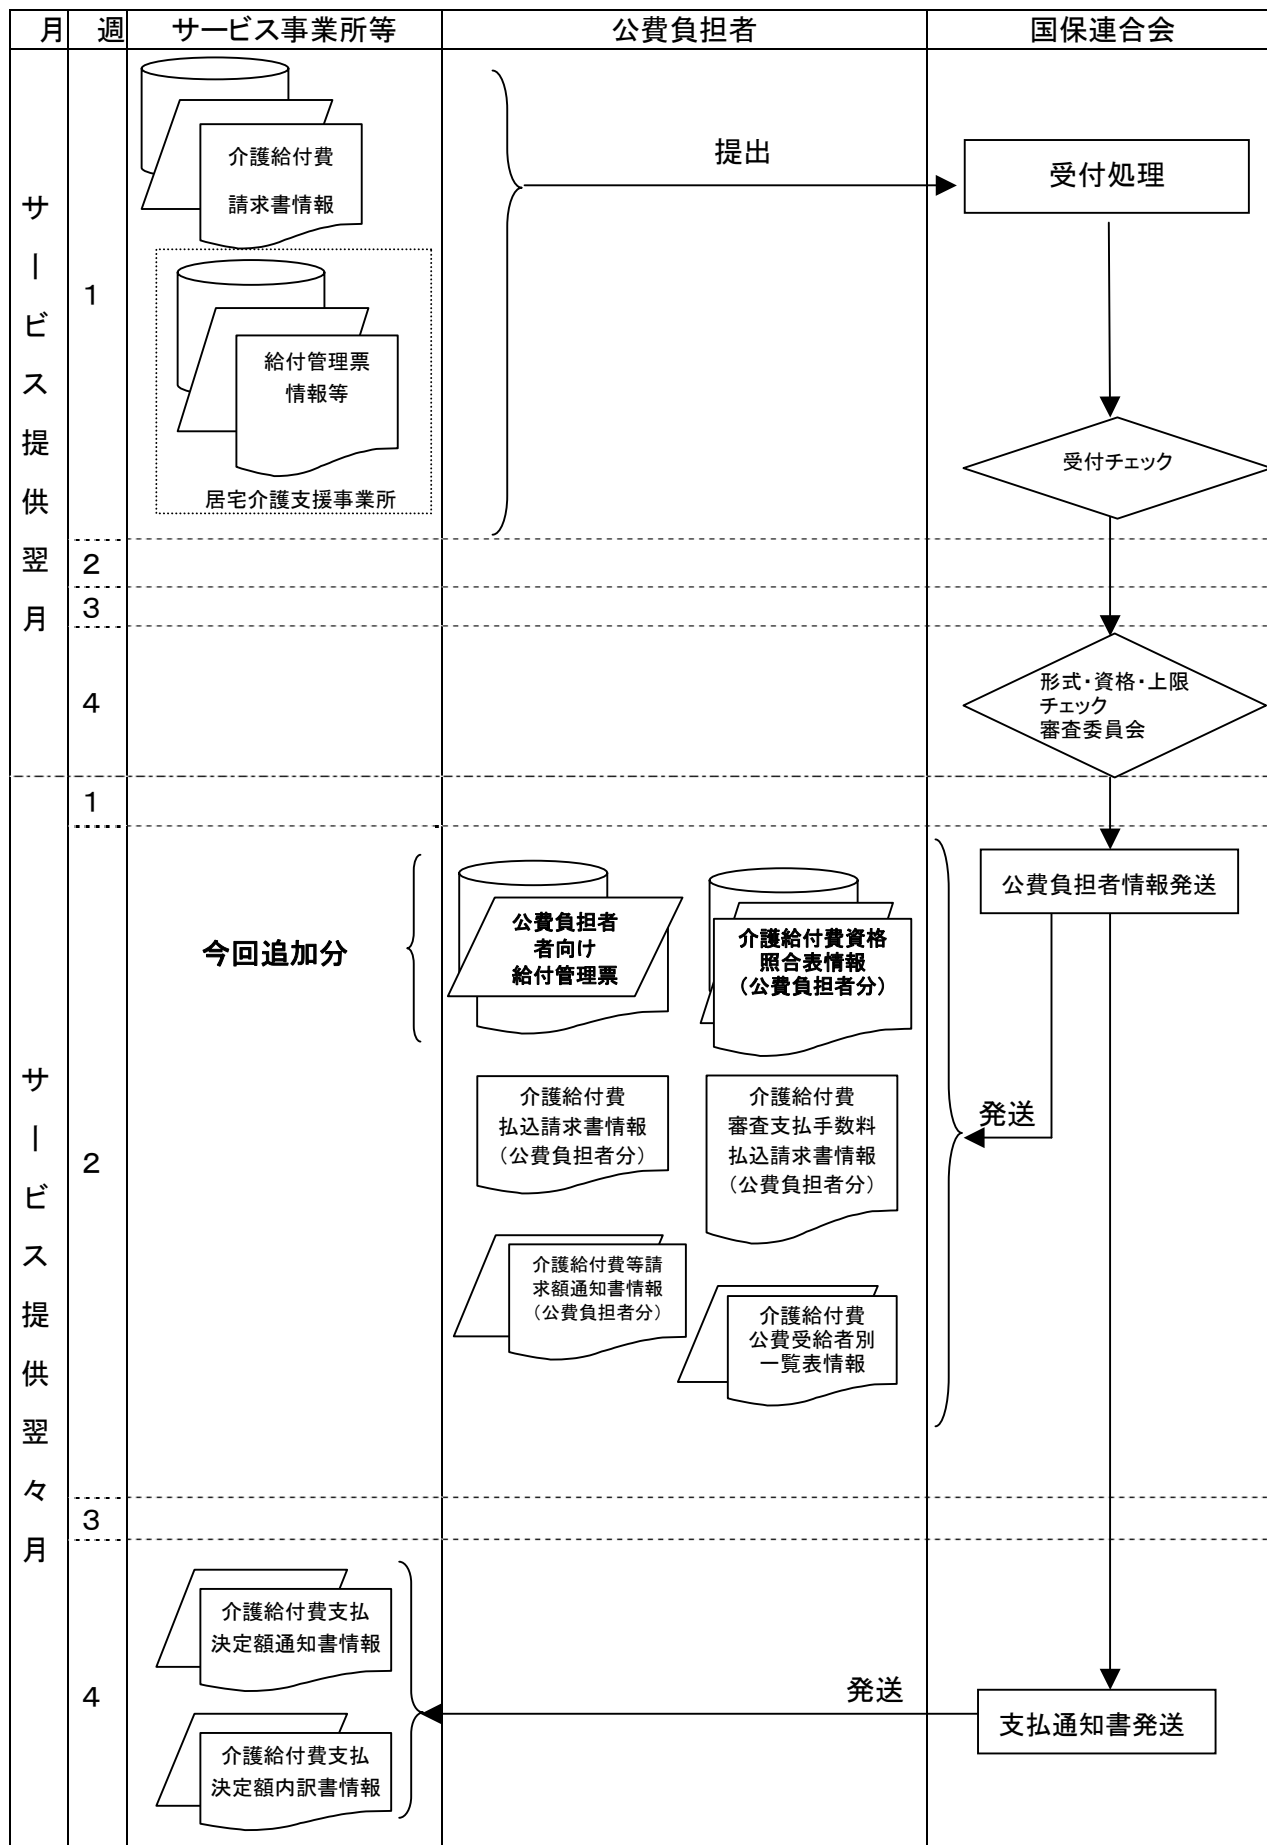 月 週 サービス事業所等 公費負担者 国保連合会
サービス提供翌月
1
介護給付費
請求書情報
給付管理票
情報等
居宅介護支援事業所
提出
受付処理
受付チェック
2
3
4
形式・資格・上限
チェック
審査委員会
サービス提供翌々月
1
2
今回追加分
公費負担者
者向け
給付管理票
介護給付費資格
照合表情報
(公費負担者分)
公費負担者情報発送
介護給付費
払込請求書情報
(公費負担者分)
介護給付費
審査支払手数料
払込請求書情報
(公費負担者分)
発送
介護給付費等請
求額通知書情報
(公費負担者分)
介護給付費
公費受給者別
一覧表情報
3
4
介護給付費支払
決定額通知書情報
介護給付費支払
決定額内訳書情報
発送
支払通知書発送